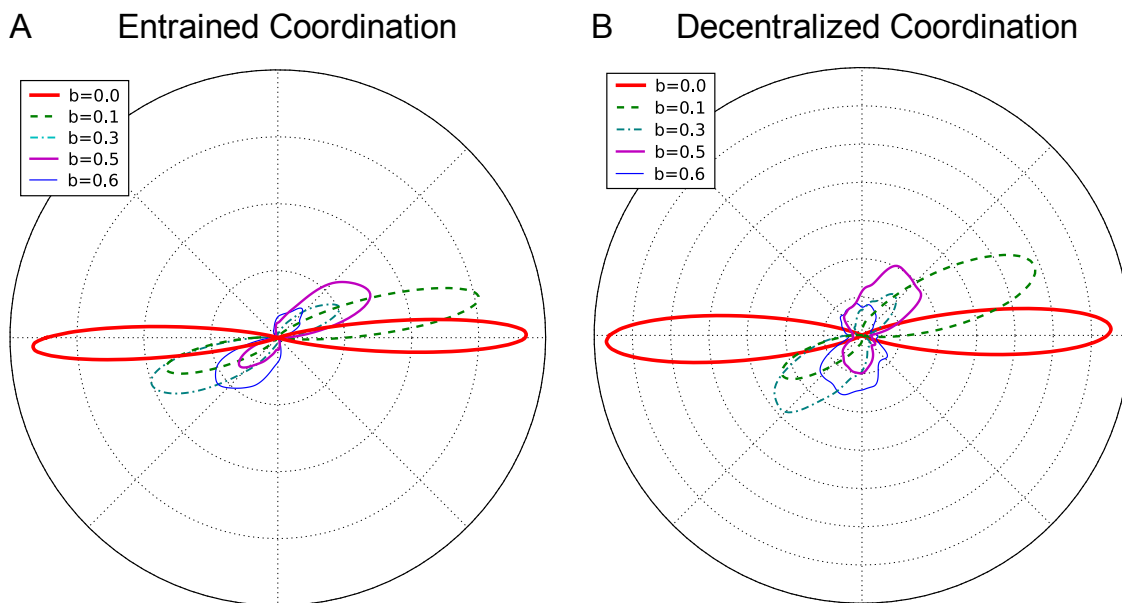 A Entrained Coordination
b=0.0
b=0.1
b=0.3
b=0.5
b=0.6
B Decentralized Coordination
b=0.0
b=0.1
b=0.3
b=0.5
b=0.6